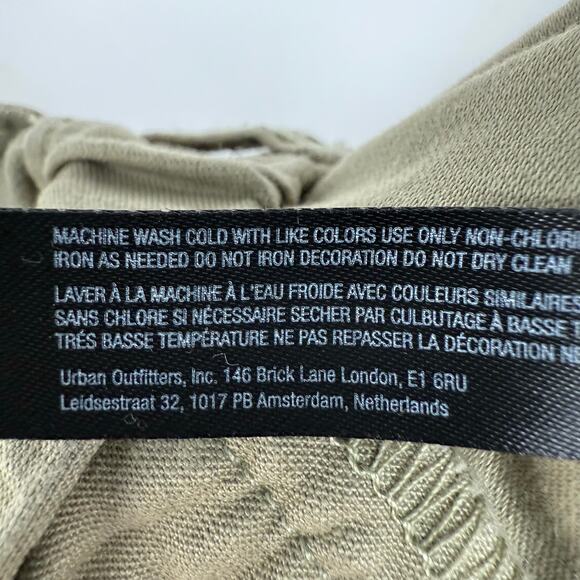 MACHINE WASH COLD WITH LIKE COLORS USE ONLY NON-CHLORI
IRON AS NEEDED DO NOT IRON DECORATION DO NOT DRY CLEAN
LAVER À LA MACHINE À L'EAU FROIDE AVEC COULEURS SIMILAIRES
SANS CHLORE SI NÉCESSAIRE SECHER PAR CULBUTAGE À BASSE T
TRÉS BASSE TEMPÉRATURE NE PAS REPASSER LA DÉCORATION NE
Urban Outfitters, Inc. 146 Brick Lane London, E1 6RU
Leidsestraat 32, 1017 PB Amsterdam, Netherlands